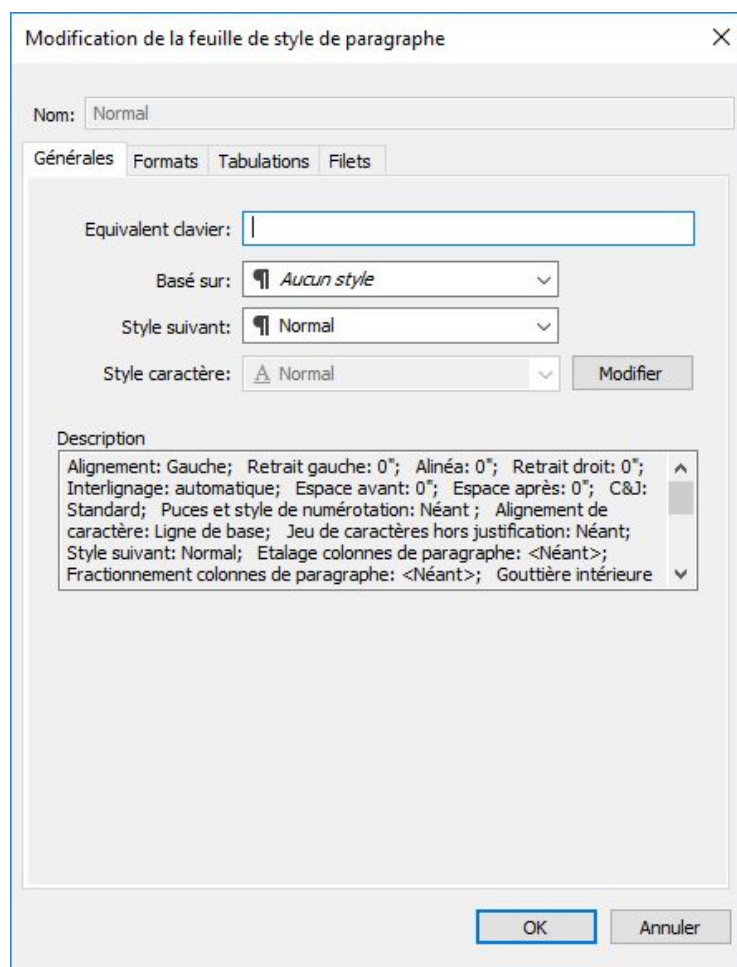 Modification de la feuille de style de paragraphe
Nom: Normal
Générales Formats Tabulations Filets
Equivalent clavier:
Basé sur: ¶ Aucun style
Style suivant: ¶ Normal
Style caractère: A Normal Modifier
Description
Alignement: Gauche; Retrait gauche: 0"; Alinéa: 0"; Retrait droit: 0";
Interlignage: automatique; Espace avant: 0"; Espace après: 0"; C&J:
Standard; Puces et style de numérotation: Néant ; Alignement de
caractère: Ligne de base; Jeu de caractères hors justification: Néant;
Style suivant: Normal; Etalage colonnes de paragraphe: <Néant>;
Fractionnement colonnes de paragraphe: <Néant>; Gouttière intérieure
OK Annuler